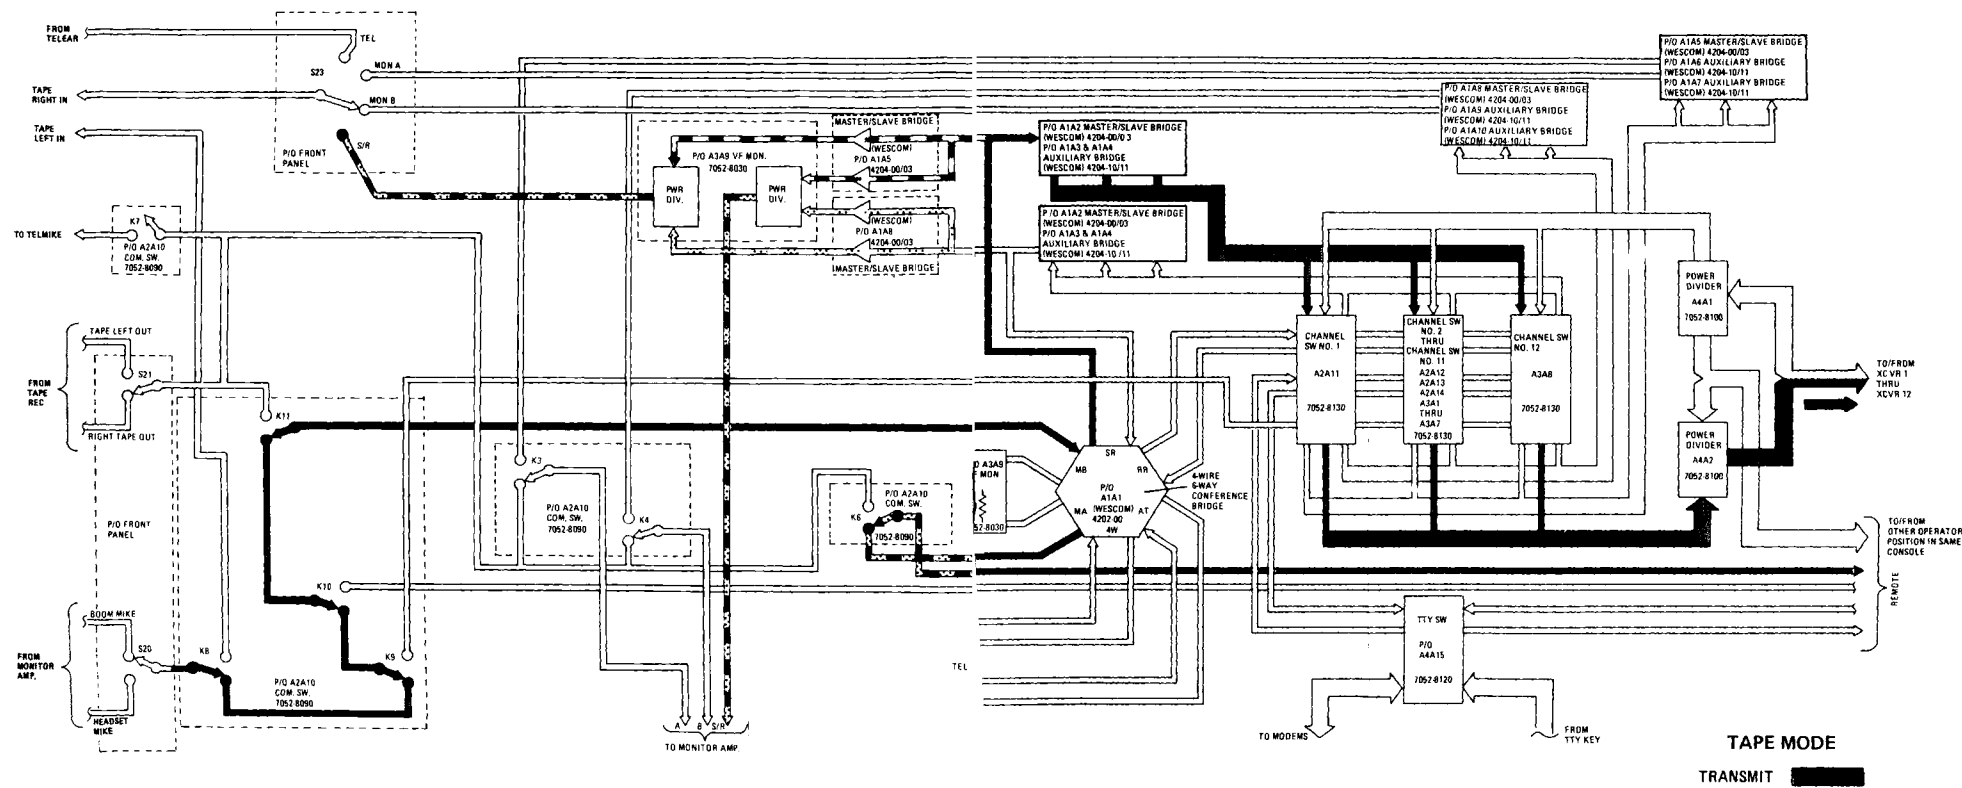 FROM
TELEAR
TEL
S23
MON A
TAPE
RIGHT IN
MON B
TAPE
LEFT IN
S/R
P/O FRONT
PANEL
P/O A3A9 VF MON.
7052-8030
PWR
DIV.
PWR
DIV.
MASTER/SLAVE BRIDGE
(WESCOM)
P/O A1A5
4204-00/03
(WESCOM)
P/O A1A8
4204-00/03
MASTER/SLAVE BRIDGE
P/O A1A2 MASTER/SLAVE BRIDGE
(WESCOM) 4204-00/03
P/O A1A3 & A1A4
AUXILIARY BRIDGE
(WESCOM) 4204-10/11
P/O A1A2 MASTER/SLAVE BRIDGE
(WESCOM) 4204-00/03
P/O A1A3 & A1A4
AUXILIARY BRIDGE
(WESCOM) 4204-10/11
P/O A1A5 MASTER/SLAVE BRIDGE
(WESCOM) 4204-00/03
P/O A1A6 AUXILIARY BRIDGE
(WESCOM) 4204-10/11
P/O A1A7 AUXILIARY BRIDGE
(WESCOM) 4204-10/11
P/O A1A8 MASTER/SLAVE BRIDGE
(WESCOM) 4204-00/03
P/O A1A9 AUXILIARY BRIDGE
(WESCOM) 4204-10/11
P/O A1A10 AUXILIARY BRIDGE
(WESCOM) 4204-10/11
K7
TO TELMIKE
P/O A2A10
COM. SW.
7052-8090
TAPE LEFT OUT
S21
FROM
TAPE
REC
RIGHT TAPE OUT
K11
P/O FRONT
PANEL
K3
P/O A2A10
COM. SW.
7052-8090
K4
P/O A2A10
COM. SW.
K6
7052-8090
K10
BOOM MIKE
S20
FROM
MONITOR
AMP.
HEADSET
MIKE
K8
K9
P/O A2A10
COM. SW.
7052-8090
A B S/R
TO MONITOR AMP.
O A3A9
MON
52-8030
SR
MB
RR
P/O
A1A1
(WESCOM)
4202-00
4W
MA
AT
4-WIRE
6-WAY
CONFERENCE
BRIDGE
TEL
CHANNEL
SW NO. 1
A2A11
7052-8130
CHANNEL SW
NO. 2
THRU
CHANNEL SW
NO. 11
A2A12
A2A13
A2A14
A3A1
THRU
A3A7
7052-8130
CHANNEL SW
NO. 12
A3A8
7052-8130
POWER
DIVIDER
A4A1
7052-8100
POWER
DIVIDER
A4A2
7052-8100
TO/FROM
XCVR 1
THRU
XCVR 12
TO/FROM
OTHER OPERATOR
POSITION IN SAME
CONSOLE
REMOTE
TTY SW
P/O
A4A15
7052-8120
TO MODEMS
FROM
TTY KEY
TAPE MODE
TRANSMIT